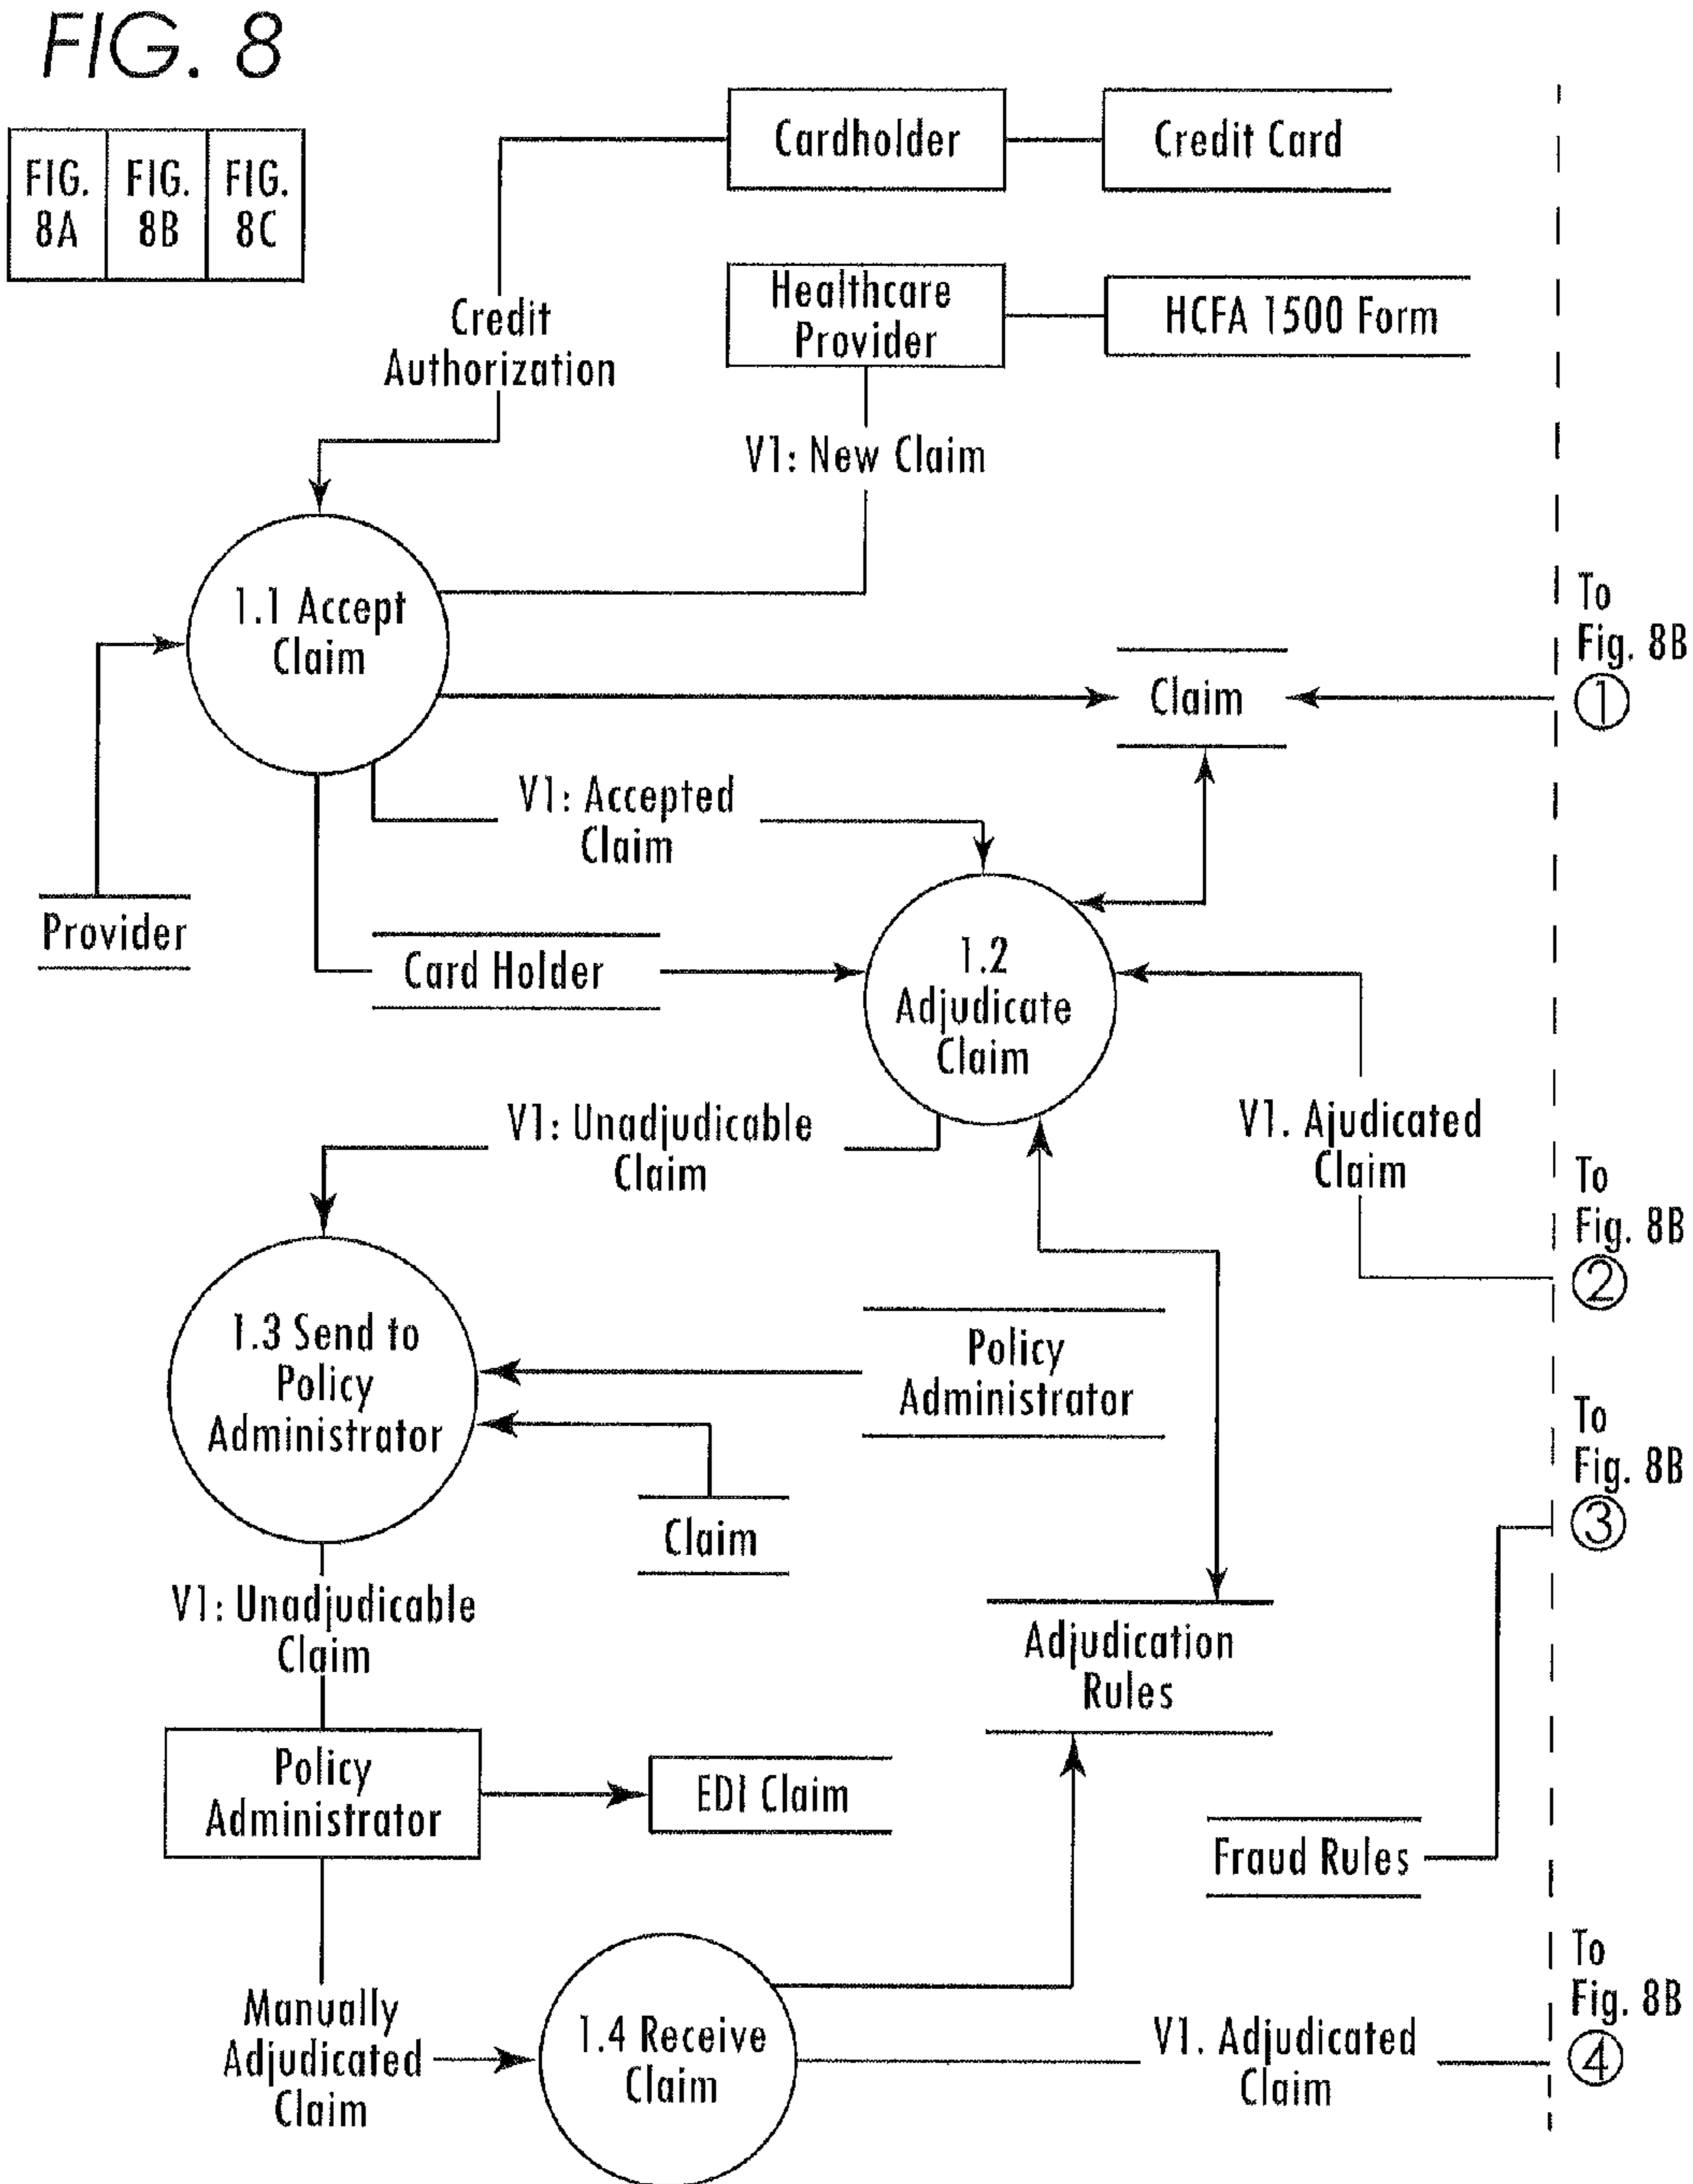 FIG. 8
FIG.
8A
FIG.
8B
FIG.
8C
Cardholder
Credit Card
Healthcare
Provider
HCFA 1500 Form
Credit
Authorization
V1: New Claim
1.1 Accept
Claim
To
Fig. 8B
1
Claim
V1: Accepted
Claim
Provider
Card Holder
1.2
Adjudicate
Claim
V1: Unadjudicable
Claim
V1. Ajudicated
Claim
To
Fig. 8B
2
1.3 Send to
Policy
Administrator
Policy
Administrator
To
Fig. 8B
3
Claim
V1: Unadjudicable
Claim
Adjudication
Rules
Policy
Administrator
EDI Claim
Fraud Rules
To
Fig. 8B
4
Manually
Adjudicated
Claim
1.4 Receive
Claim
V1. Adjudicated
Claim